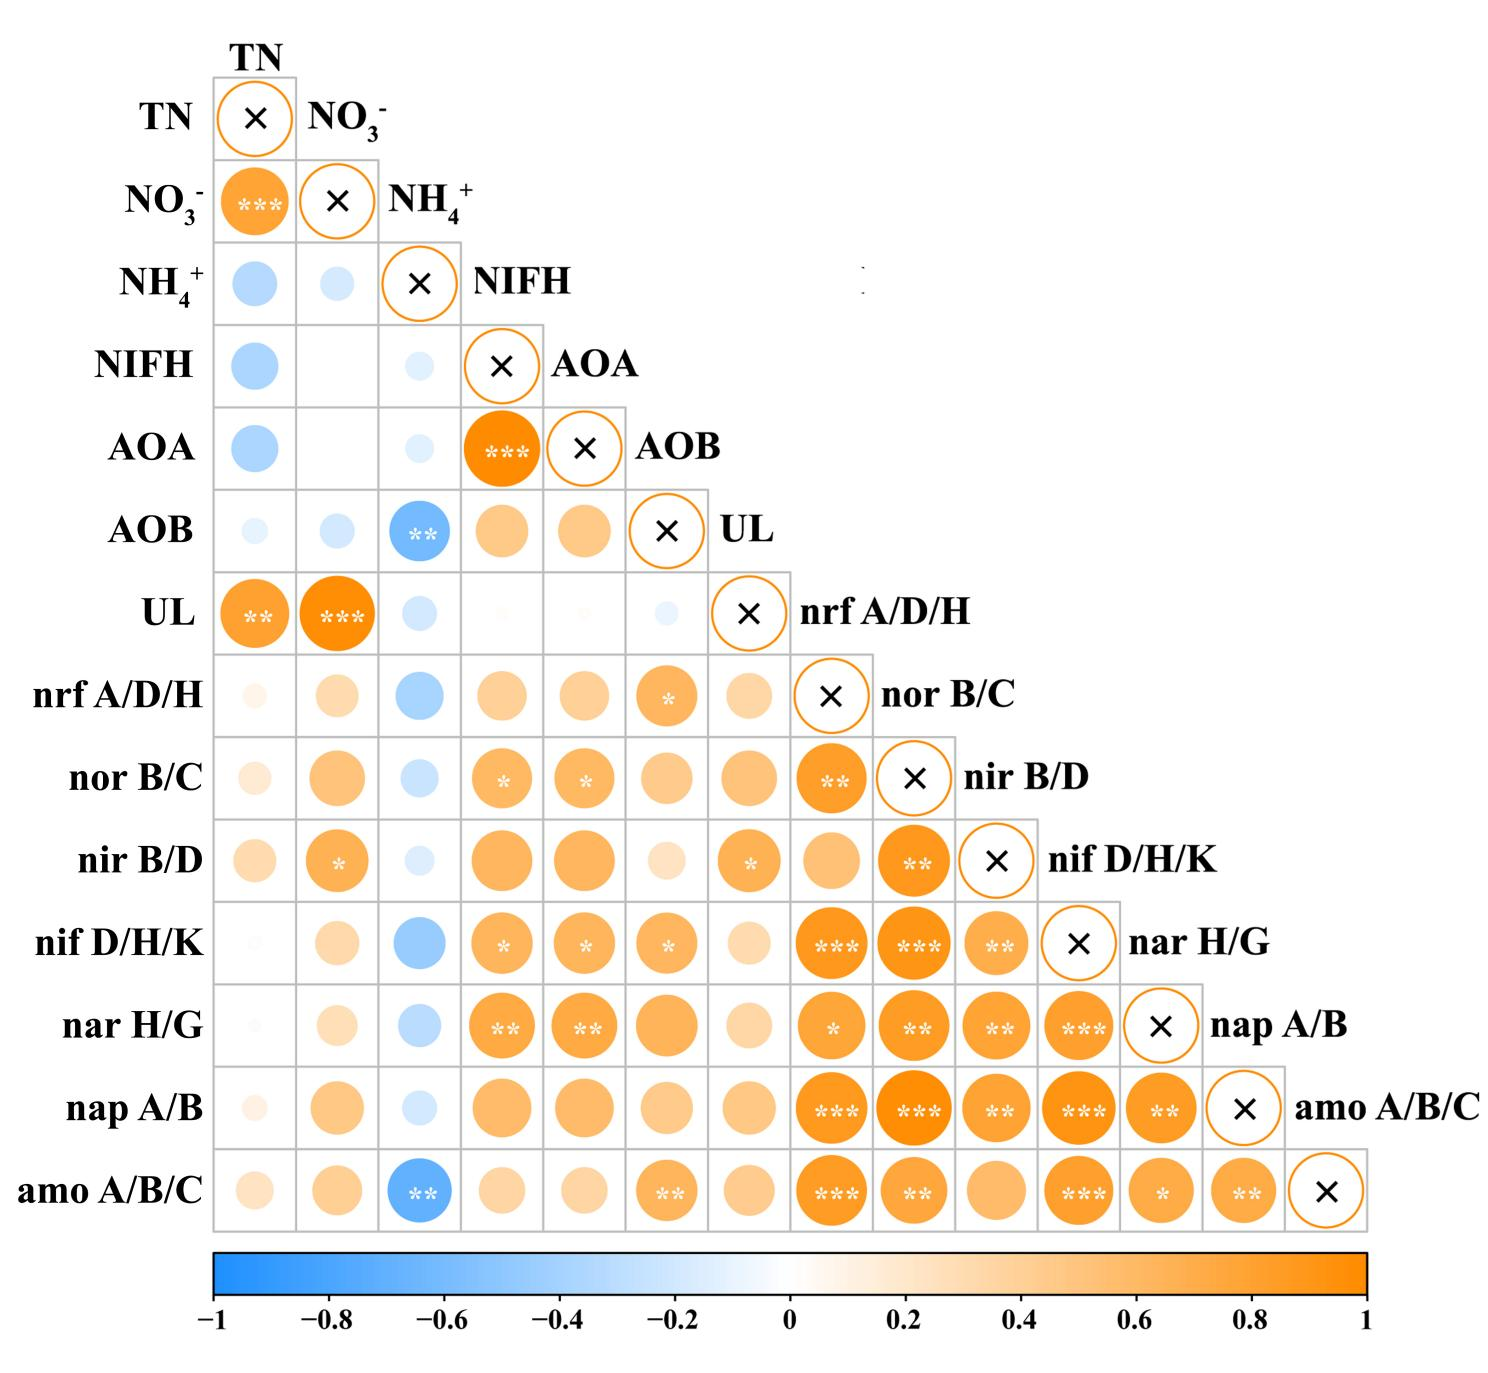 TN
TN NO₃⁻
NO₃⁻ *** NH₄⁺
NH₄⁺ NIFH
NIFH AOA
AOA *** AOB
AOB ** UL
UL ** *** nrf A/D/H
nrf A/D/H * nor B/C
nor B/C * * ** nir B/D
nir B/D * * ** nif D/H/K
nif D/H/K * * * *** *** ** nar H/G
nar H/G ** ** * ** ** *** nap A/B
nap A/B *** *** ** *** ** amo A/B/C
amo A/B/C ** ** *** ** *** * **
−1 −0.8 −0.6 −0.4 −0.2 0 0.2 0.4 0.6 0.8 1